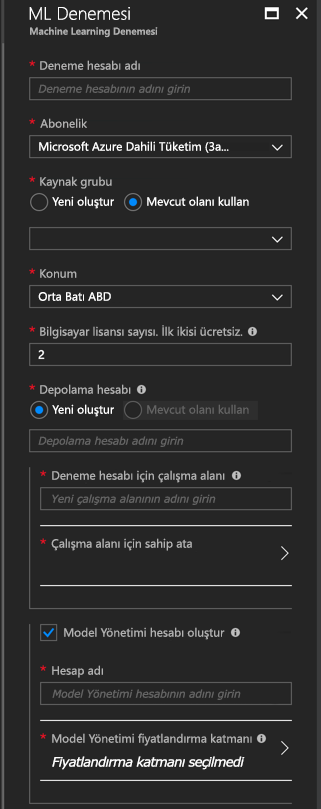 ML Denemesi
Machine Learning Denemesi
* Deneme hesabı adı
Deneme hesabının adını girin
* Abonelik
Microsoft Azure Dahili Tüketim (3a...
* Kaynak grubu
Yeni oluştur Mevcut olanı kullan
* Konum
Orta Batı ABD
* Bilgisayar lisansı sayısı. İlk ikisi ücretsiz.
2
* Depolama hesabı
Yeni oluştur Mevcut olanı kullan
Depolama hesabı adını girin
* Deneme hesabı için çalışma alanı
Yeni çalışma alanının adını girin
* Çalışma alanı için sahip ata
Model Yönetimi hesabı oluştur
* Hesap adı
Model Yönetimi hesabının adını girin
* Model Yönetimi fiyatlandırma katmanı
Fiyatlandırma katmanı seçilmedi